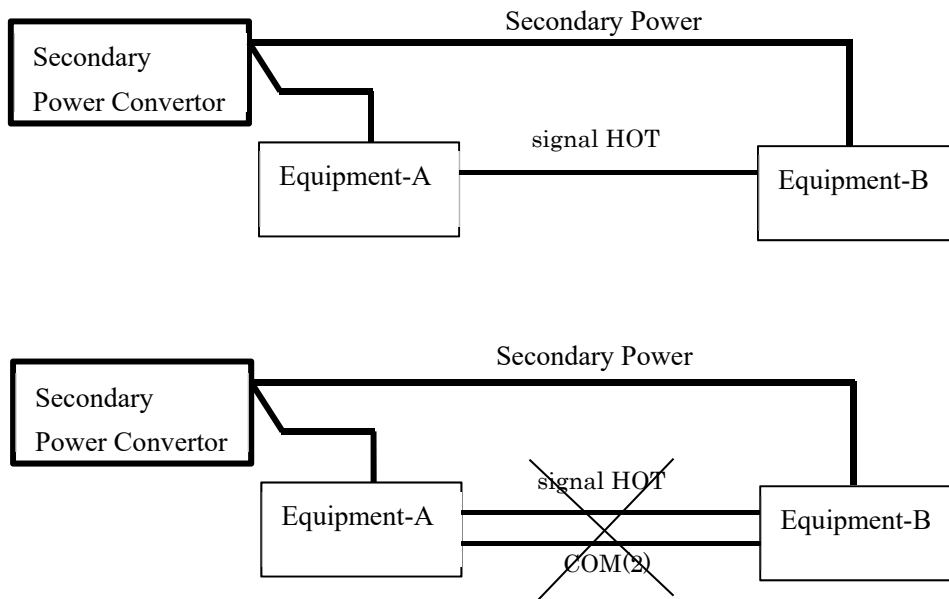 Secondary Power
Secondary
Power Convertor
signal HOT
Equipment-A
Equipment-B
Secondary Power
Secondary
Power Convertor
signal HOT
Equipment-A
Equipment-B
COM(2)